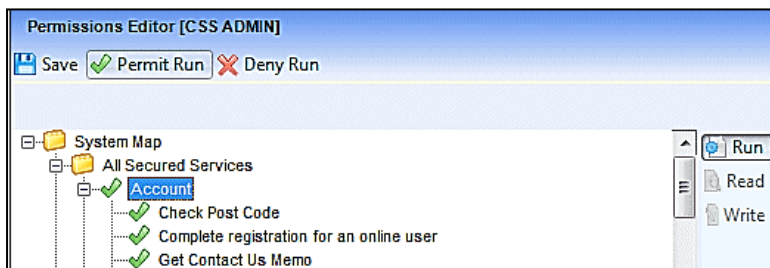 Permissions Editor [CSS ADMIN]
Save Permit Run Deny Run
System Map
All Secured Services
Account
Check Post Code
Complete registration for an online user
Get Contact Us Memo
Run
Read
Write